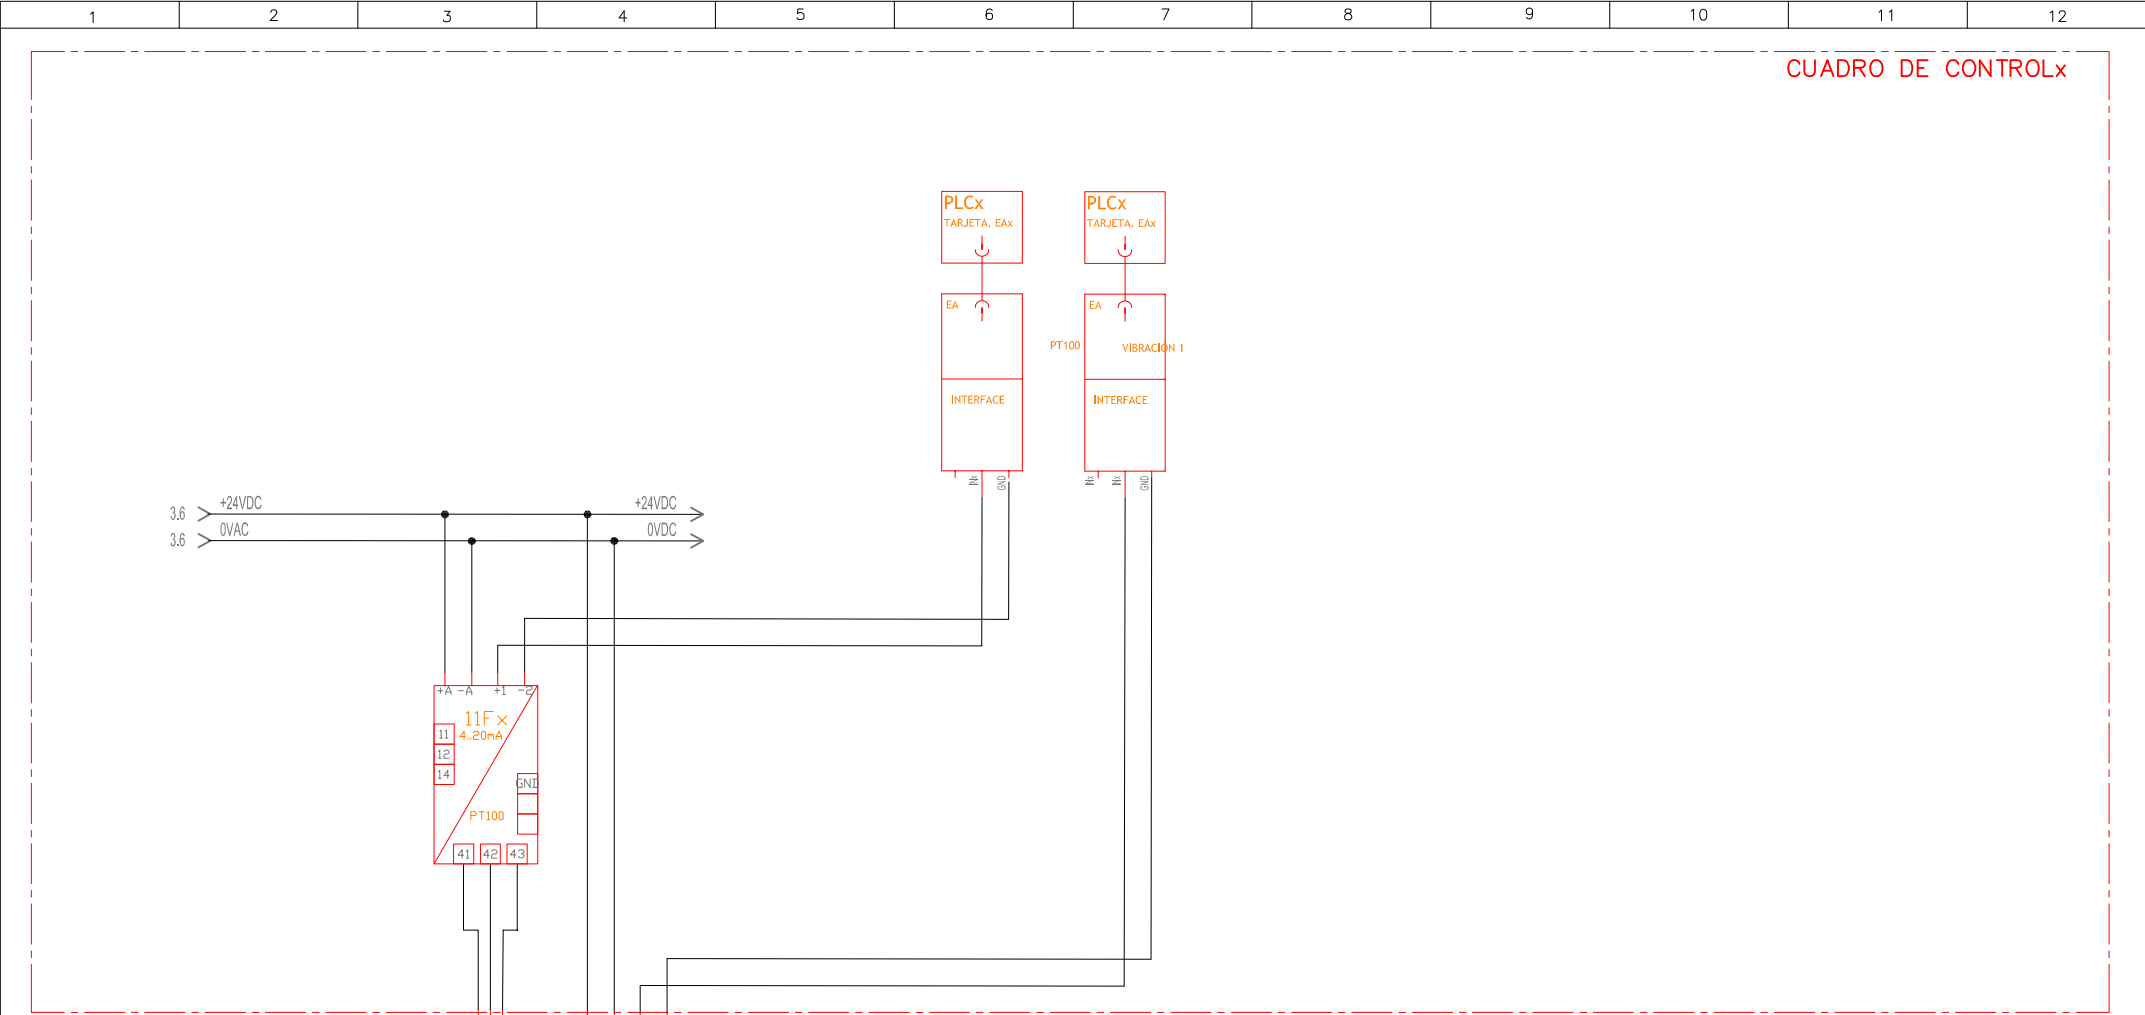 1 2 3 4 5 6 7 8 9 10 11 12
CUADRO DE CONTROLx
PLCx
TARJETA. EAx
PLCx
TARJETA. EAx
EA
EA
PT100
VIBRACION 1
INTERFACE
INTERFACE
INx
GND
INx
INx
GND
3.6
+24VDC
+24VDC
3.6
0VAC
0VDC
+A -A +1 -2
11Fx
4..20mA
11
12
14
GND
PT100
41 42 43